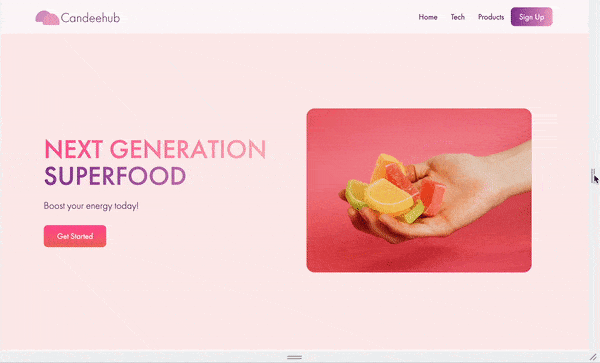 Candeehub
Home Tech Products Sign Up
NEXT GENERATION
SUPERFOOD
Boost your energy today!
Get Started